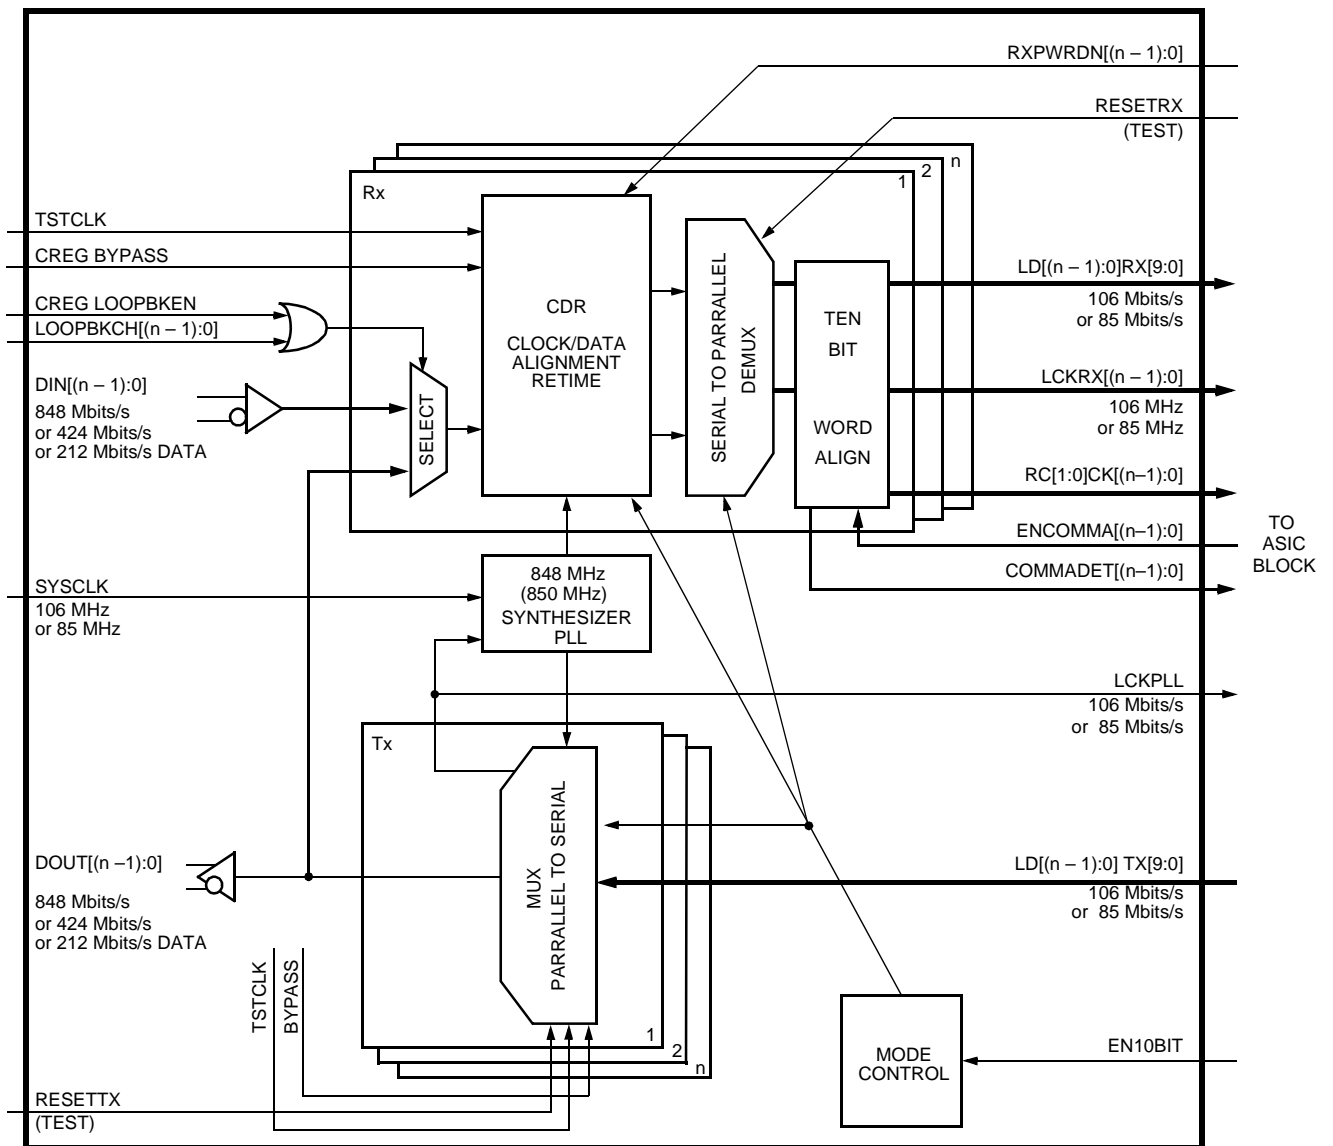 RXPWRDN[(n – 1):0]
RESETRX
(TEST)
n
2
1
Rx
TSTCLK
CREG BYPASS
CREG LOOPBKEN
LOOPBKCH[(n – 1):0]
DIN[(n – 1):0]
848 Mbits/s
or 424 Mbits/s
or 212 Mbits/s DATA
SELECT
CDR
CLOCK/DATA
ALIGNMENT
RETIME
SERIAL TO PARRALLEL
DEMUX
TEN
BIT
WORD
ALIGN
LD[(n – 1):0]RX[9:0]
106 Mbits/s
or 85 Mbits/s
LCKRX[(n – 1):0]
106 MHz
or 85 MHz
RC[1:0]CK[(n–1):0]
ENCOMMA[(n–1):0]
COMMADET[(n–1):0]
TO
ASIC
BLOCK
SYSCLK
106 MHz
or 85 MHz
848 MHz
(850 MHz)
SYNTHESIZER
PLL
LCKPLL
106 Mbits/s
or 85 Mbits/s
Tx
MUX
PARRALLEL TO SERIAL
DOUT[(n –1):0]
848 Mbits/s
or 424 Mbits/s
or 212 Mbits/s DATA
LD[(n – 1):0] TX[9:0]
106 Mbits/s
or 85 Mbits/s
TSTCLK
BYPASS
1
2
n
MODE
CONTROL
EN10BIT
RESETTX
(TEST)